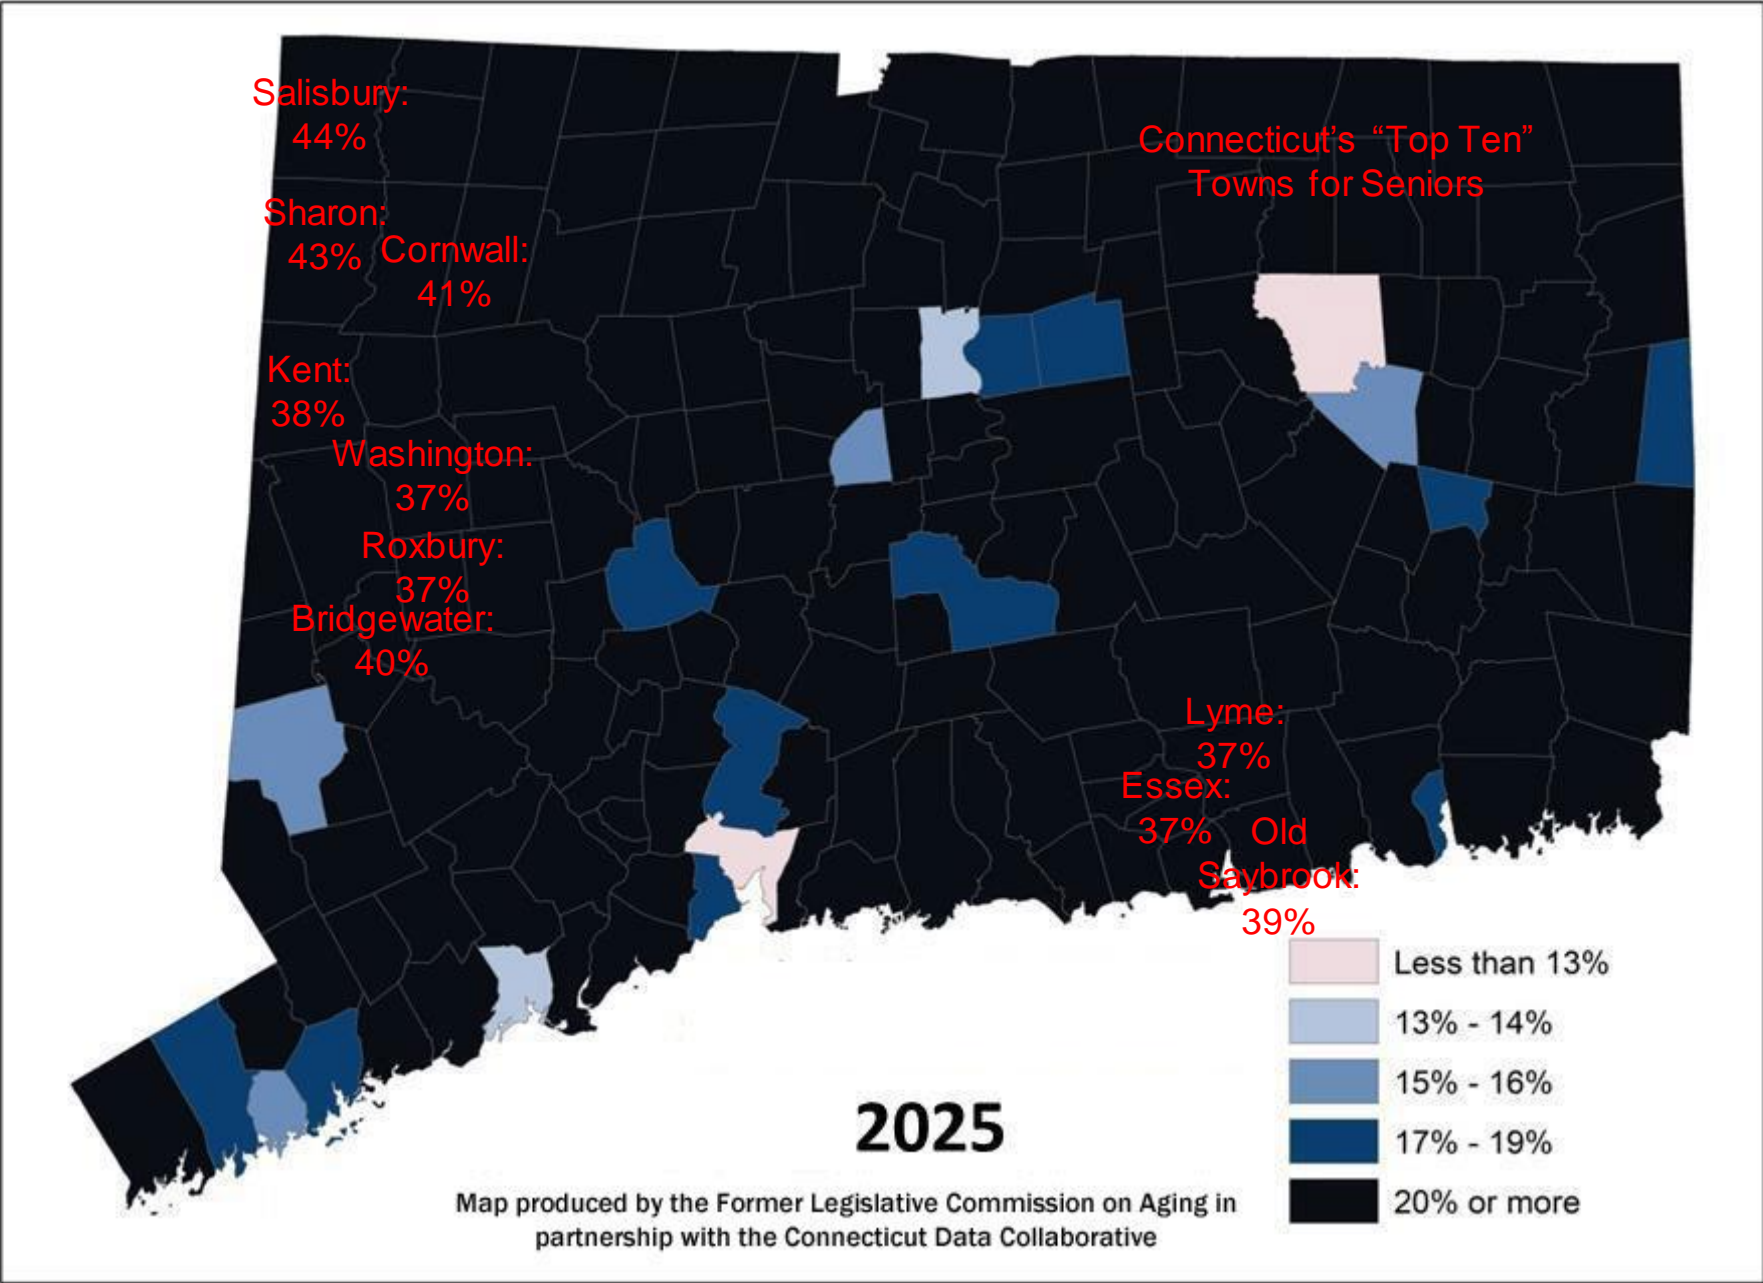 Salisbury:
44%
Connecticut's “Top Ten”
Towns for Seniors
Sharon:
43%
Cornwall:
41%
Kent:
38%
Washington:
37%
Roxbury:
37%
Bridgewater:
40%
Lyme:
37%
Essex:
37%
Old
Saybrook:
39%
Less than 13%
13% - 14%
15% - 16%
17% - 19%
20% or more
2025
Map produced by the Former Legislative Commission on Aging in
partnership with the Connecticut Data Collaborative